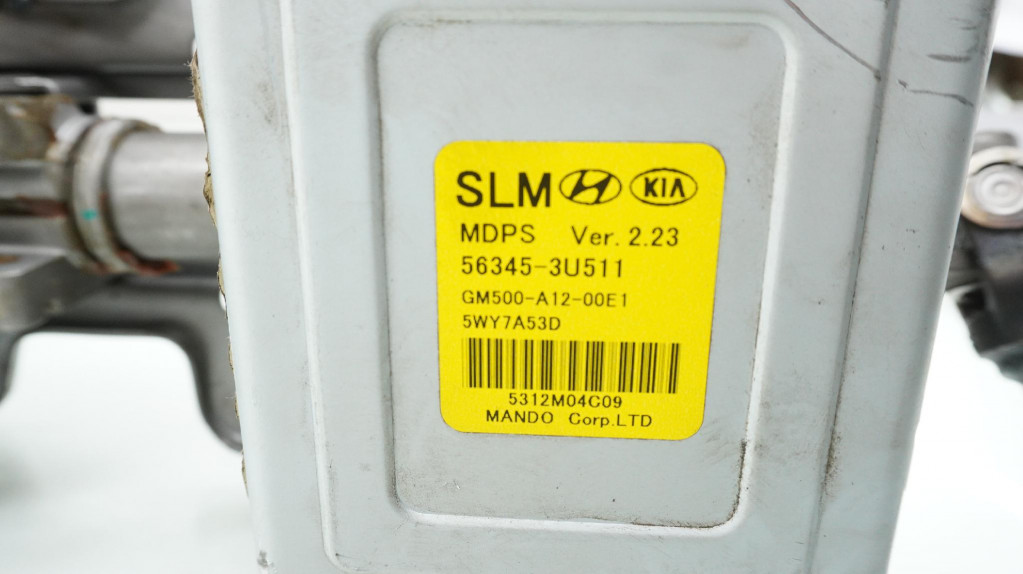 SLM KIA
MDPS Ver. 2.23
56345-3U511
GM500-A12-00E1
5WY7A53D
5312M04C09
MANDO Corp.LTD